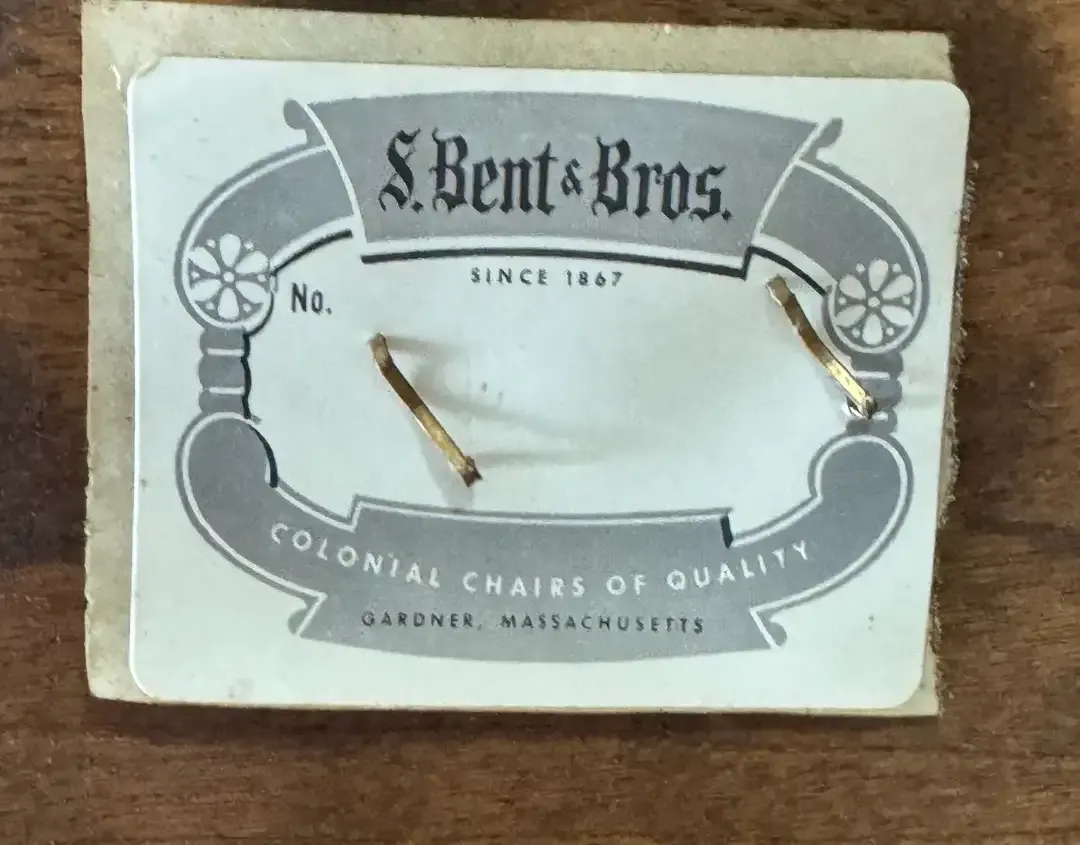 S. Bent & Bros.
SINCE 1867
No.
COLONIAL CHAIRS OF QUALITY
GARDNER, MASSACHUSETTS